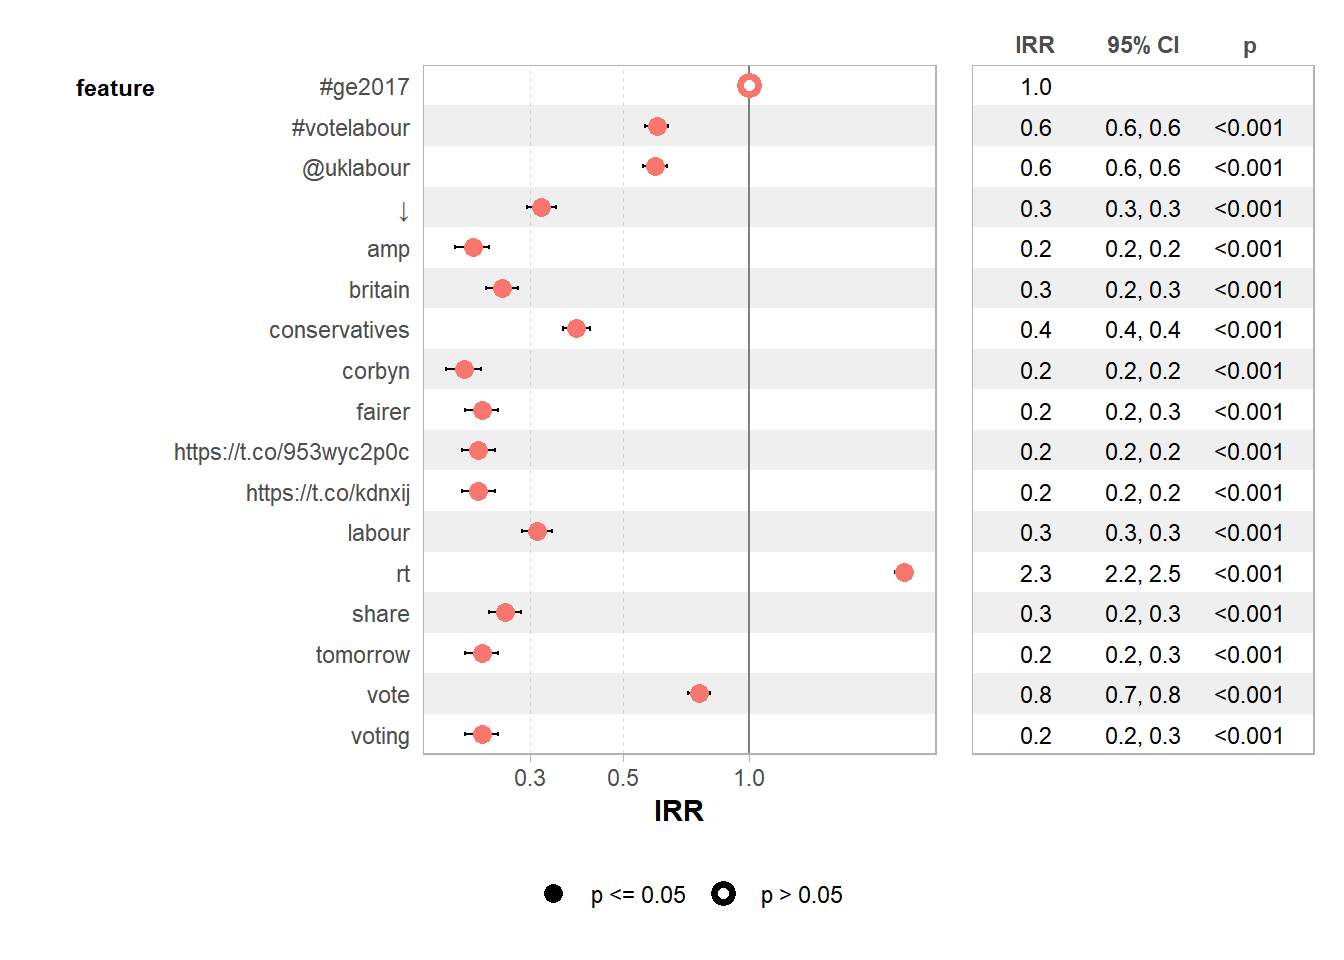 IRR 95% CI p
feature #ge2017 1.0
#votelabour 0.6 0.6, 0.6 <0.001
@uklabour 0.6 0.6, 0.6 <0.001
↓ 0.3 0.3, 0.3 <0.001
amp 0.2 0.2, 0.2 <0.001
britain 0.3 0.2, 0.3 <0.001
conservatives 0.4 0.4, 0.4 <0.001
corbyn 0.2 0.2, 0.2 <0.001
fairer 0.2 0.2, 0.3 <0.001
https://t.co/953wyc2p0c 0.2 0.2, 0.2 <0.001
https://t.co/kdnxij 0.2 0.2, 0.2 <0.001
labour 0.3 0.3, 0.3 <0.001
rt 2.3 2.2, 2.5 <0.001
share 0.3 0.2, 0.3 <0.001
tomorrow 0.2 0.2, 0.3 <0.001
vote 0.8 0.7, 0.8 <0.001
voting 0.2 0.2, 0.3 <0.001
0.3 0.5 1.0
IRR
p <= 0.05 p > 0.05